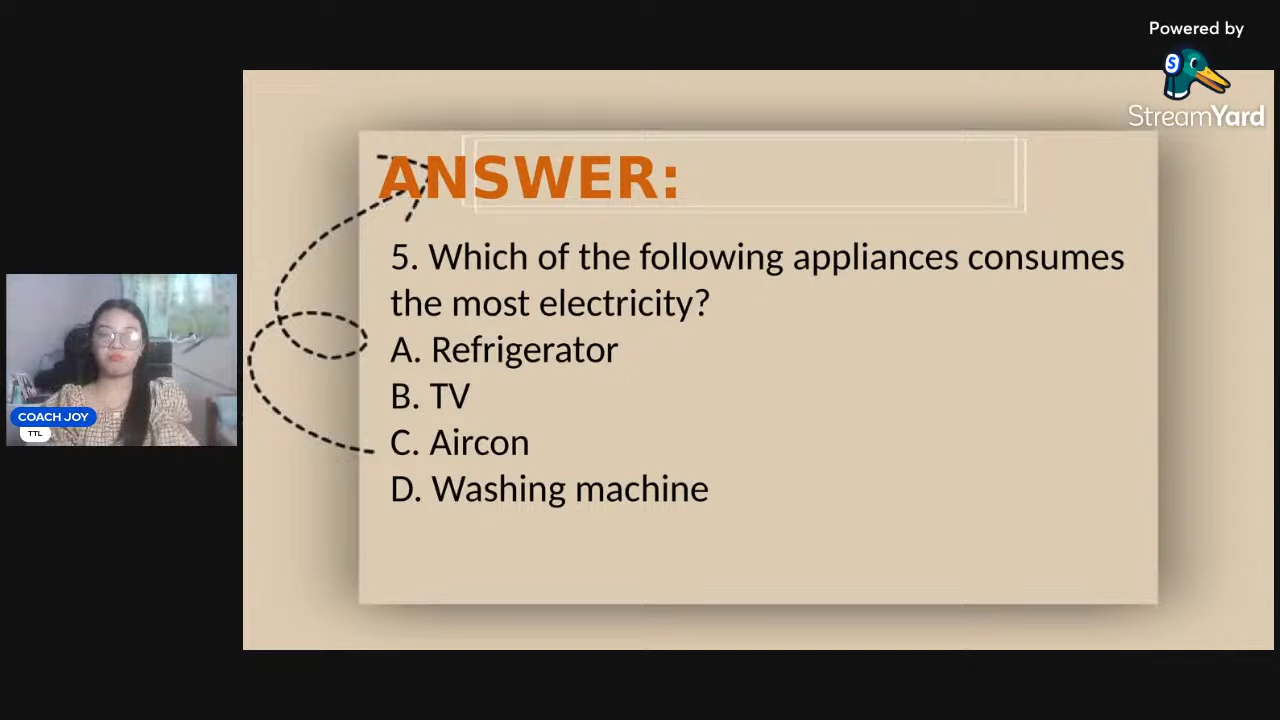 Powered by
S
StreamYard
ANSWER:
5. Which of the following appliances consumes
the most electricity?
A. Refrigerator
B. TV
C. Aircon
D. Washing machine
COACH JOY
TTL